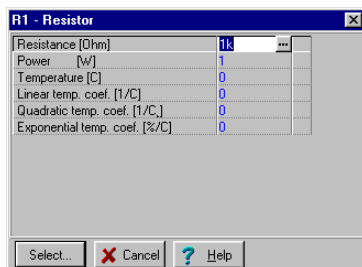 R1 - Resistor
Resistance [Ohm] 1k ...
Power [W] 1
Temperature [C] 0
Linear temp. coef. [1/C] 0
Quadratic temp. coef. [1/C,] 0
Exponential temp. coef. [%/C] 0
Select... Cancel ? Help